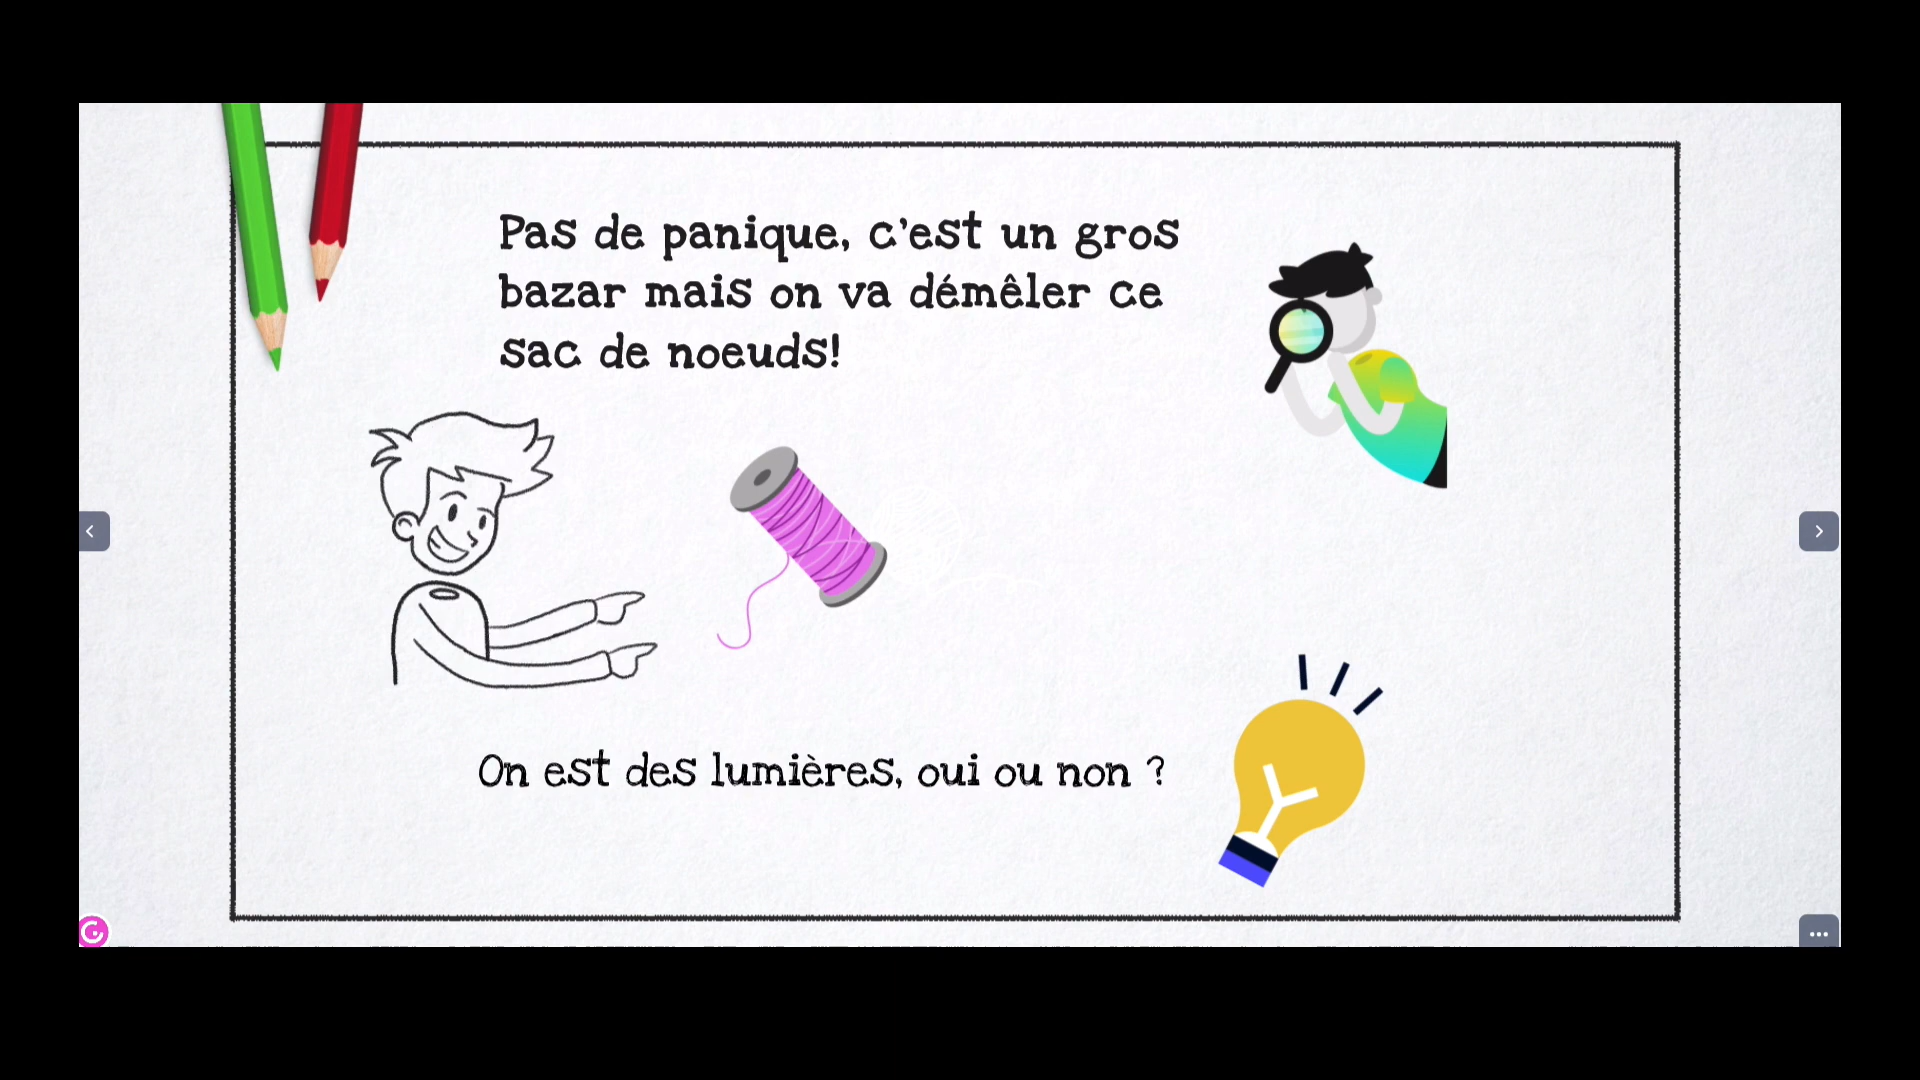 Pas de panique, c'est un gros
bazar mais on va démêler ce
sac de noeuds!
On est des lumières, oui ou non ?